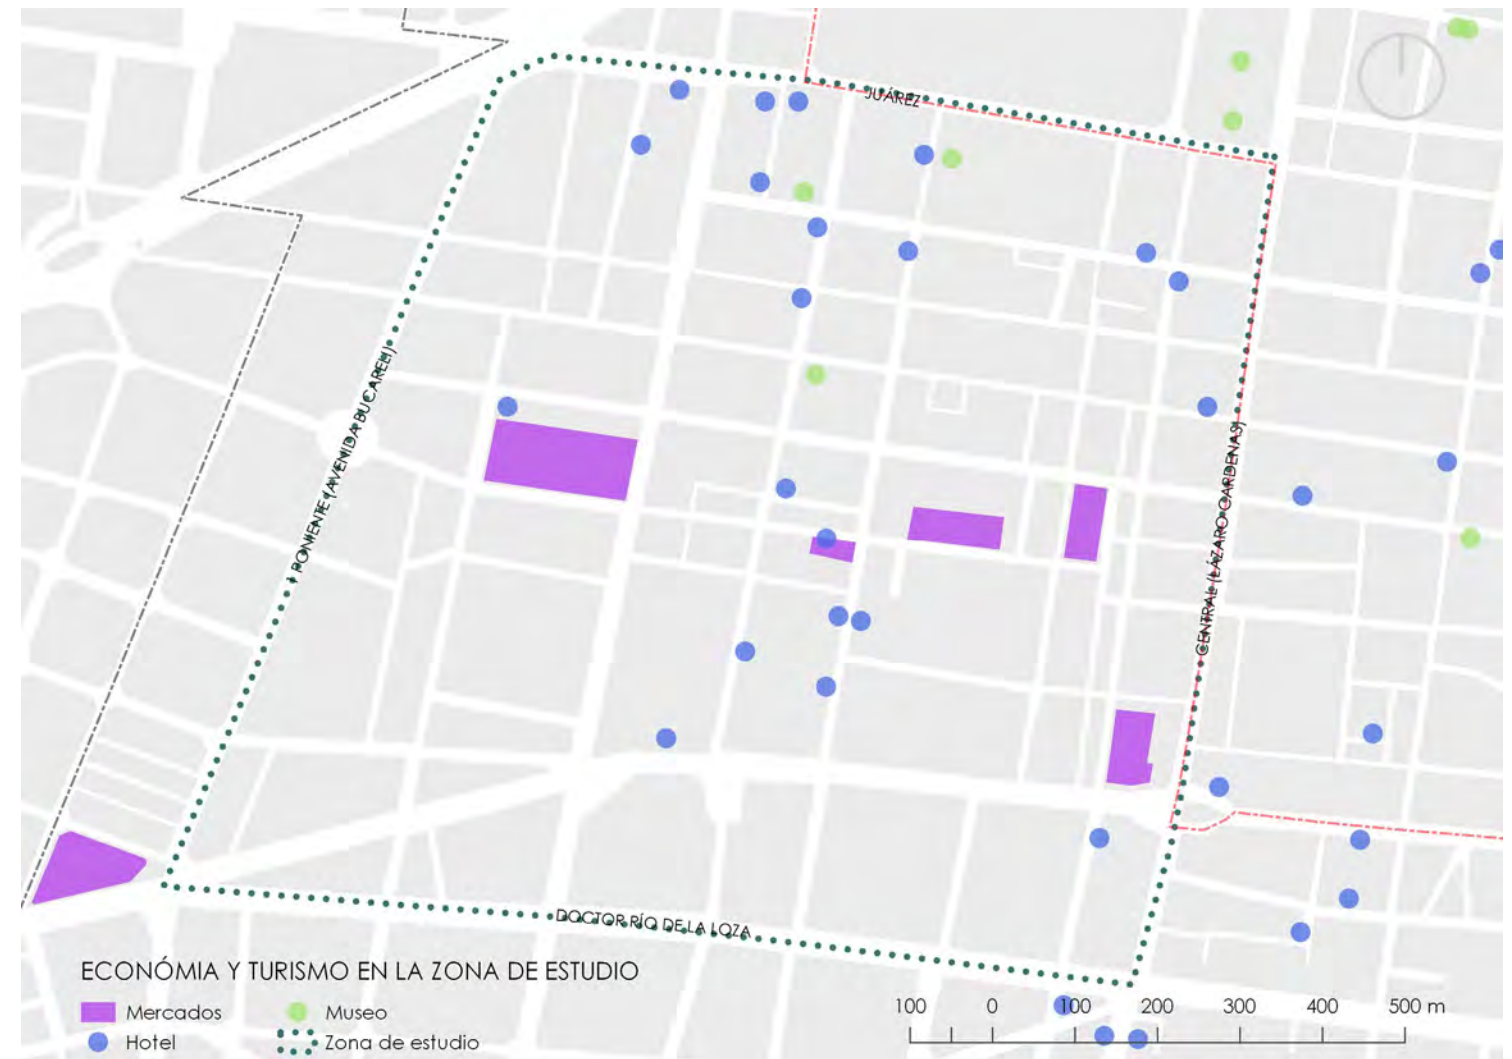 JUÁREZ
1 PONIENTE (AVENIDA BUCARELI)
CENTRAL (LÁZARO CARDENAS)
DOCTOR RÍO DE LA LOZA
ECONÓMIA Y TURISMO EN LA ZONA DE ESTUDIO
Mercados
Museo
Hotel
Zona de estudio
100 0 100 200 300 400 500 m